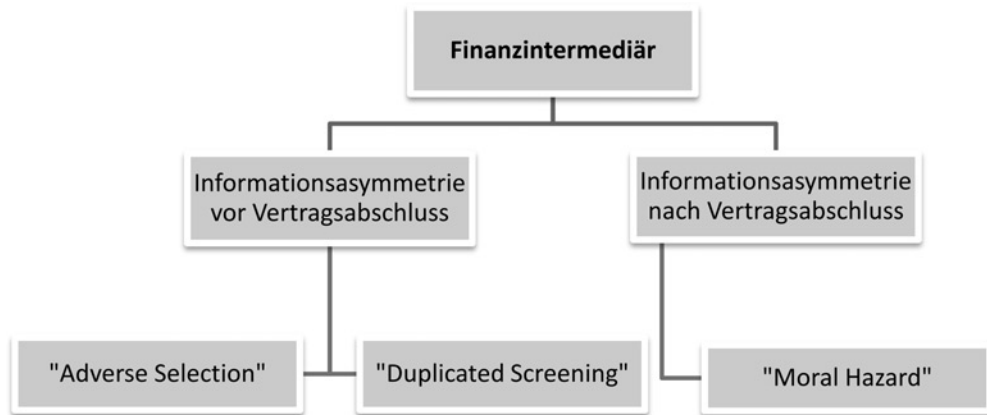 Finanzintermediär
Informationsasymmetrie
vor Vertragsabschluss
Informationsasymmetrie
nach Vertragsabschluss
"Adverse Selection"
"Duplicated Screening"
"Moral Hazard"